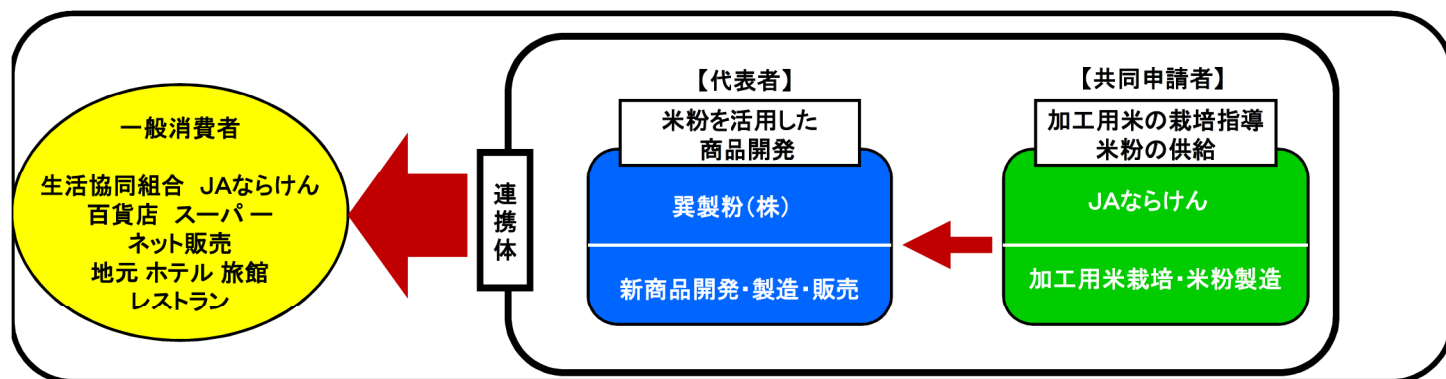 一般消費者
生活協同組合 JAならけん
百貨店 スーパー
ネット販売
地元 ホテル 旅館
レストラン
連携体
【代表者】
米粉を活用した
商品開発
巽製粉(株)
新商品開発・製造・販売
【共同申請者】
加工用米の栽培指導
米粉の供給
JAならけん
加工用米栽培・米粉製造